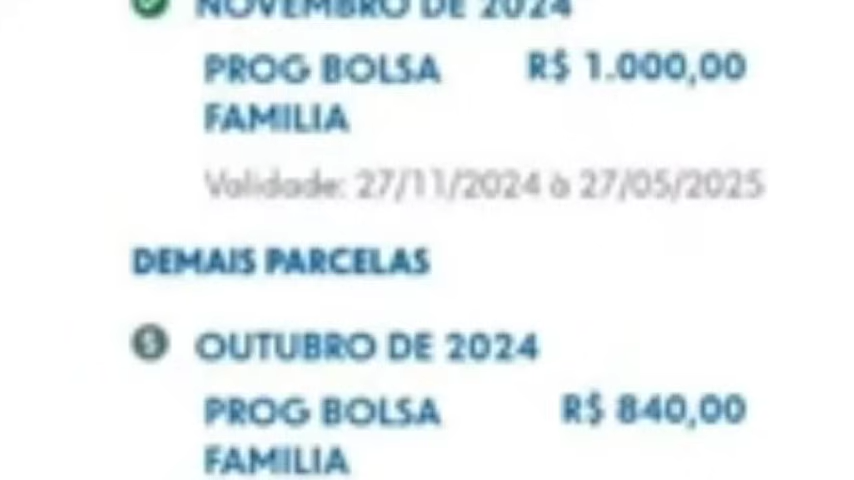 NOVEMBRO DE 2024
PROG BOLSA R$ 1.000,00
FAMILIA
Validade: 27/11/2024 à 27/05/2025
DEMAIS PARCELAS
$ OUTUBRO DE 2024
PROG BOLSA R$ 840,00
FAMILIA